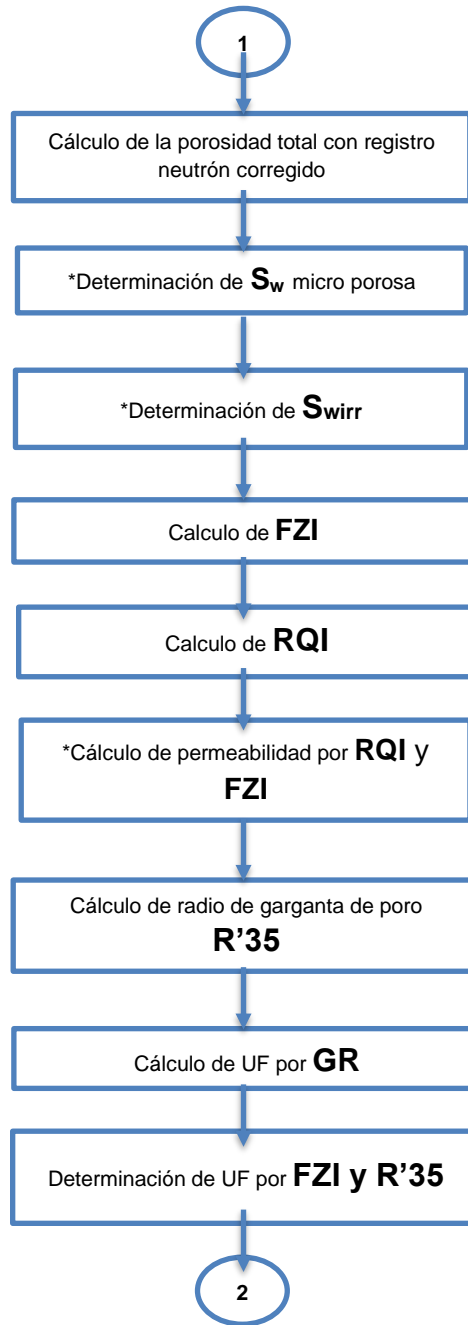 1
Cálculo de la porosidad total con registro
neutrón corregido
*Determinación de Sw micro porosa
*Determinación de Swirr
Calculo de FZI
Calculo de RQI
*Cálculo de permeabilidad por RQI y
FZI
Cálculo de radio de garganta de poro
R’35
Cálculo de UF por GR
Determinación de UF por FZI y R’35
2